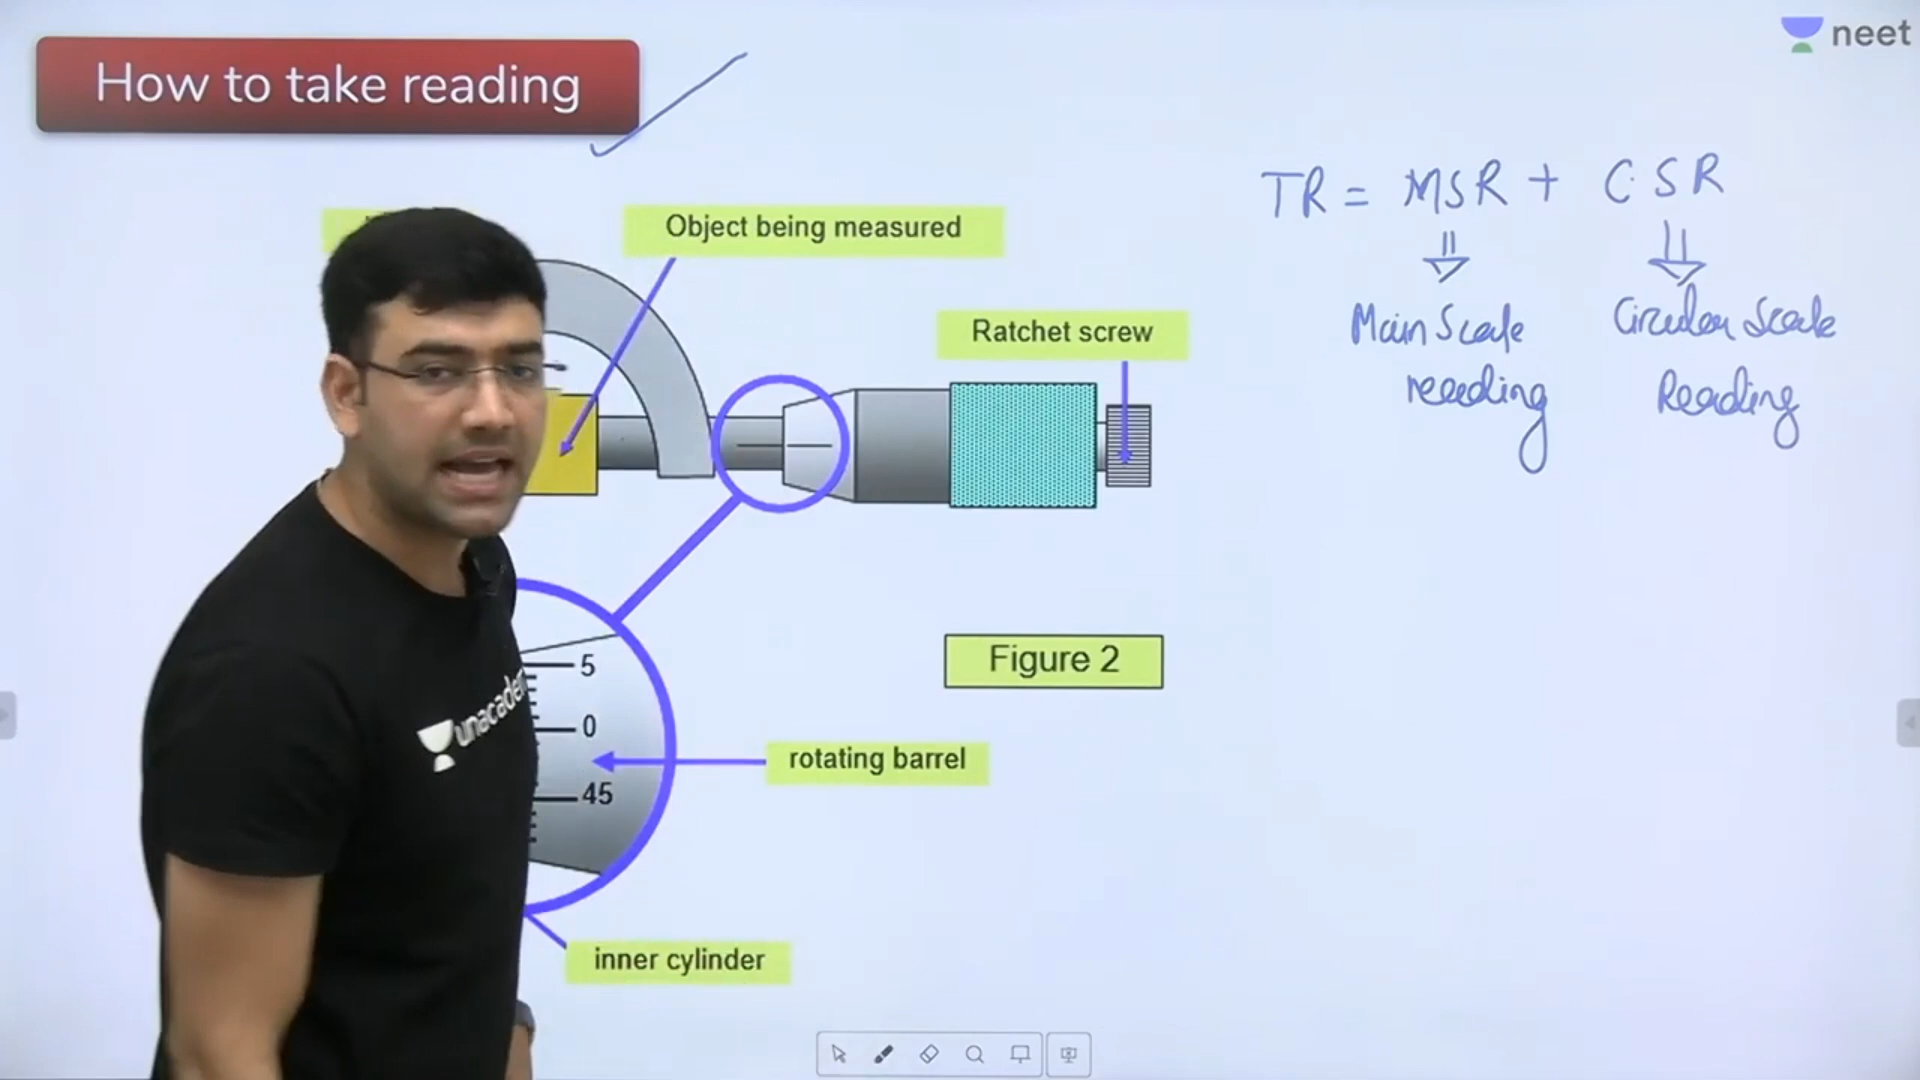 neet
How to take reading
TR = MSR + CSR
Object being measured
Main Scale
reading
Circular Scale
Reading
Ratchet screw
5
0
45
unacadem
Figure 2
rotating barrel
inner cylinder